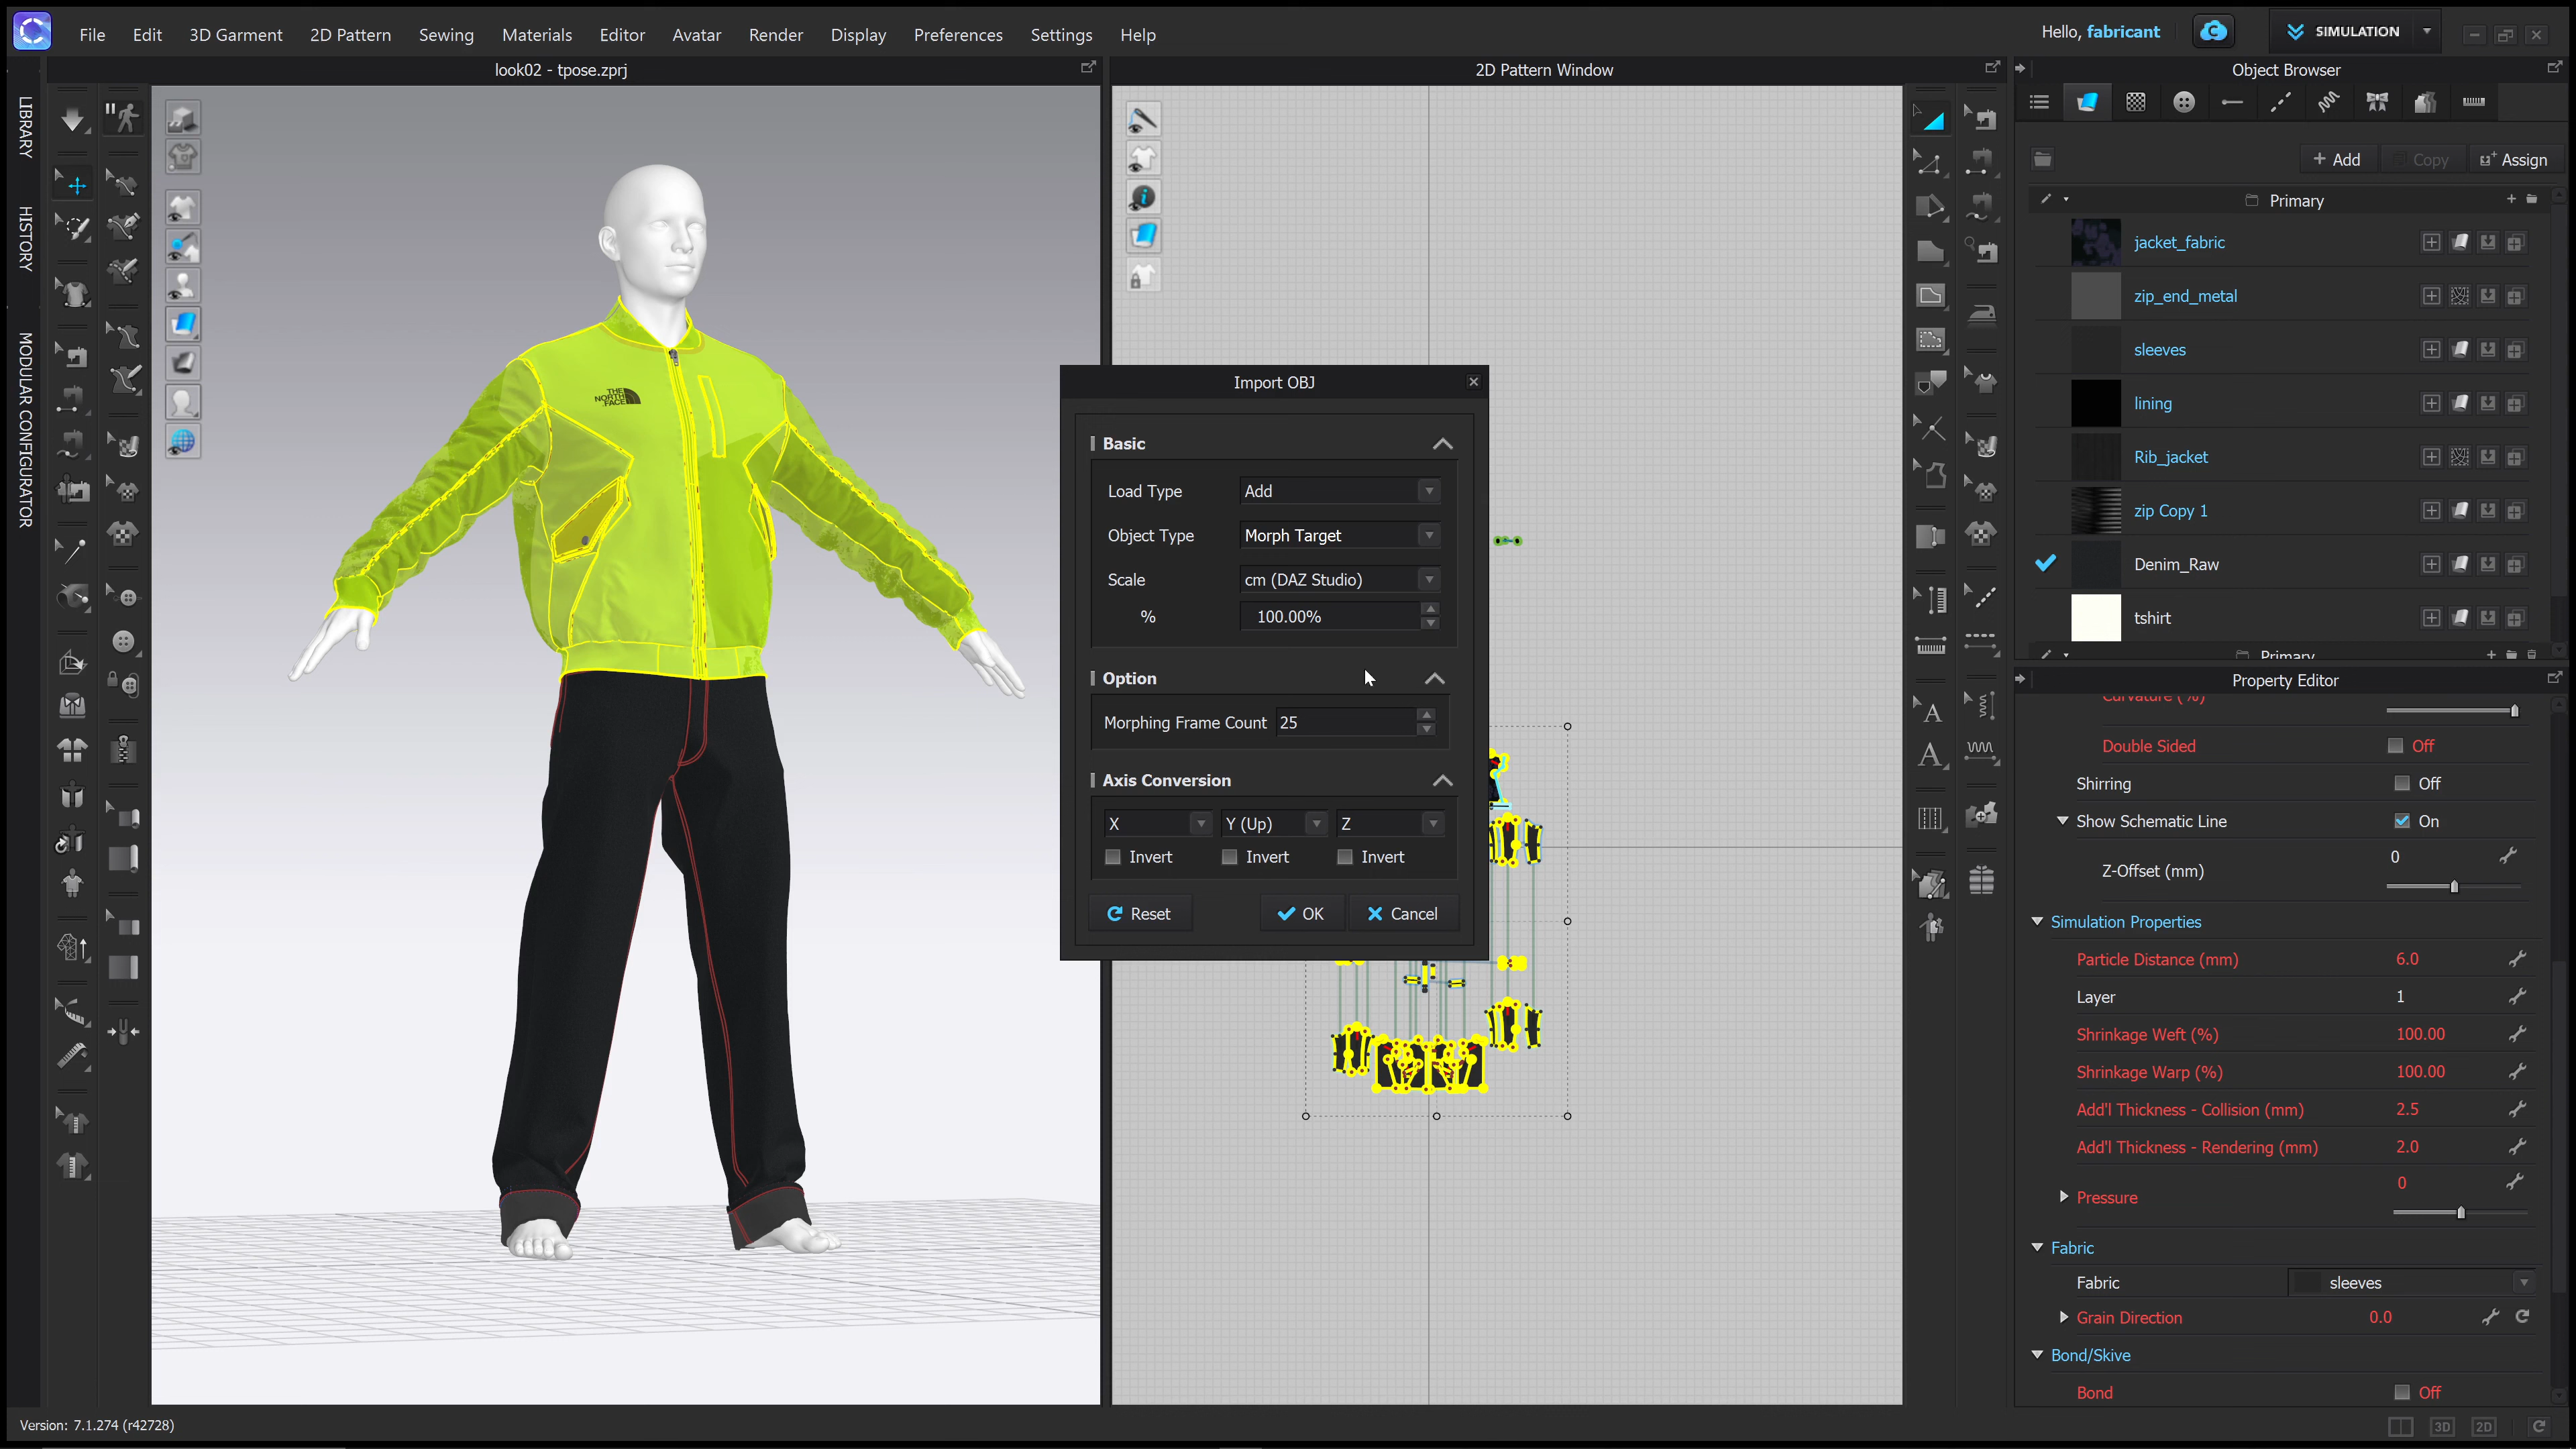 File Edit 3D Garment 2D Pattern Sewing Materials Editor Avatar Render Display Preferences Settings Help
Hello, fabricant
SIMULATION
look02 - tpose.zprj
2D Pattern Window
Object Browser
LIBRARY
HISTORY
MODULAR CONFIGURATOR
THE
NORTH
FACE
Add
Copy
Assign
Primary
jacket_fabric
zip_end_metal
sleeves
lining
Rib_jacket
zip Copy 1
Denim_Raw
tshirt
Primary
Import OBJ
Basic
Load Type Add
Object Type Morph Target
Scale cm (DAZ Studio)
% 100.00%
Option
Morphing Frame Count 25
Axis Conversion
X Y (Up) Z
Invert Invert Invert
Reset OK Cancel
Property Editor
Curvature (%)
Double Sided Off
Shirring Off
Show Schematic Line On
0
Z-Offset (mm)
Simulation Properties
Particle Distance (mm) 6.0
Layer 1
Shrinkage Weft (%) 100.00
Shrinkage Warp (%) 100.00
Add'l Thickness - Collision (mm) 2.5
Add'l Thickness - Rendering (mm) 2.0
0
Pressure
Fabric
Fabric sleeves
Grain Direction 0.0
Bond/Skive
Bond Off
Version: 7.1.274 (r42728)
3D 2D